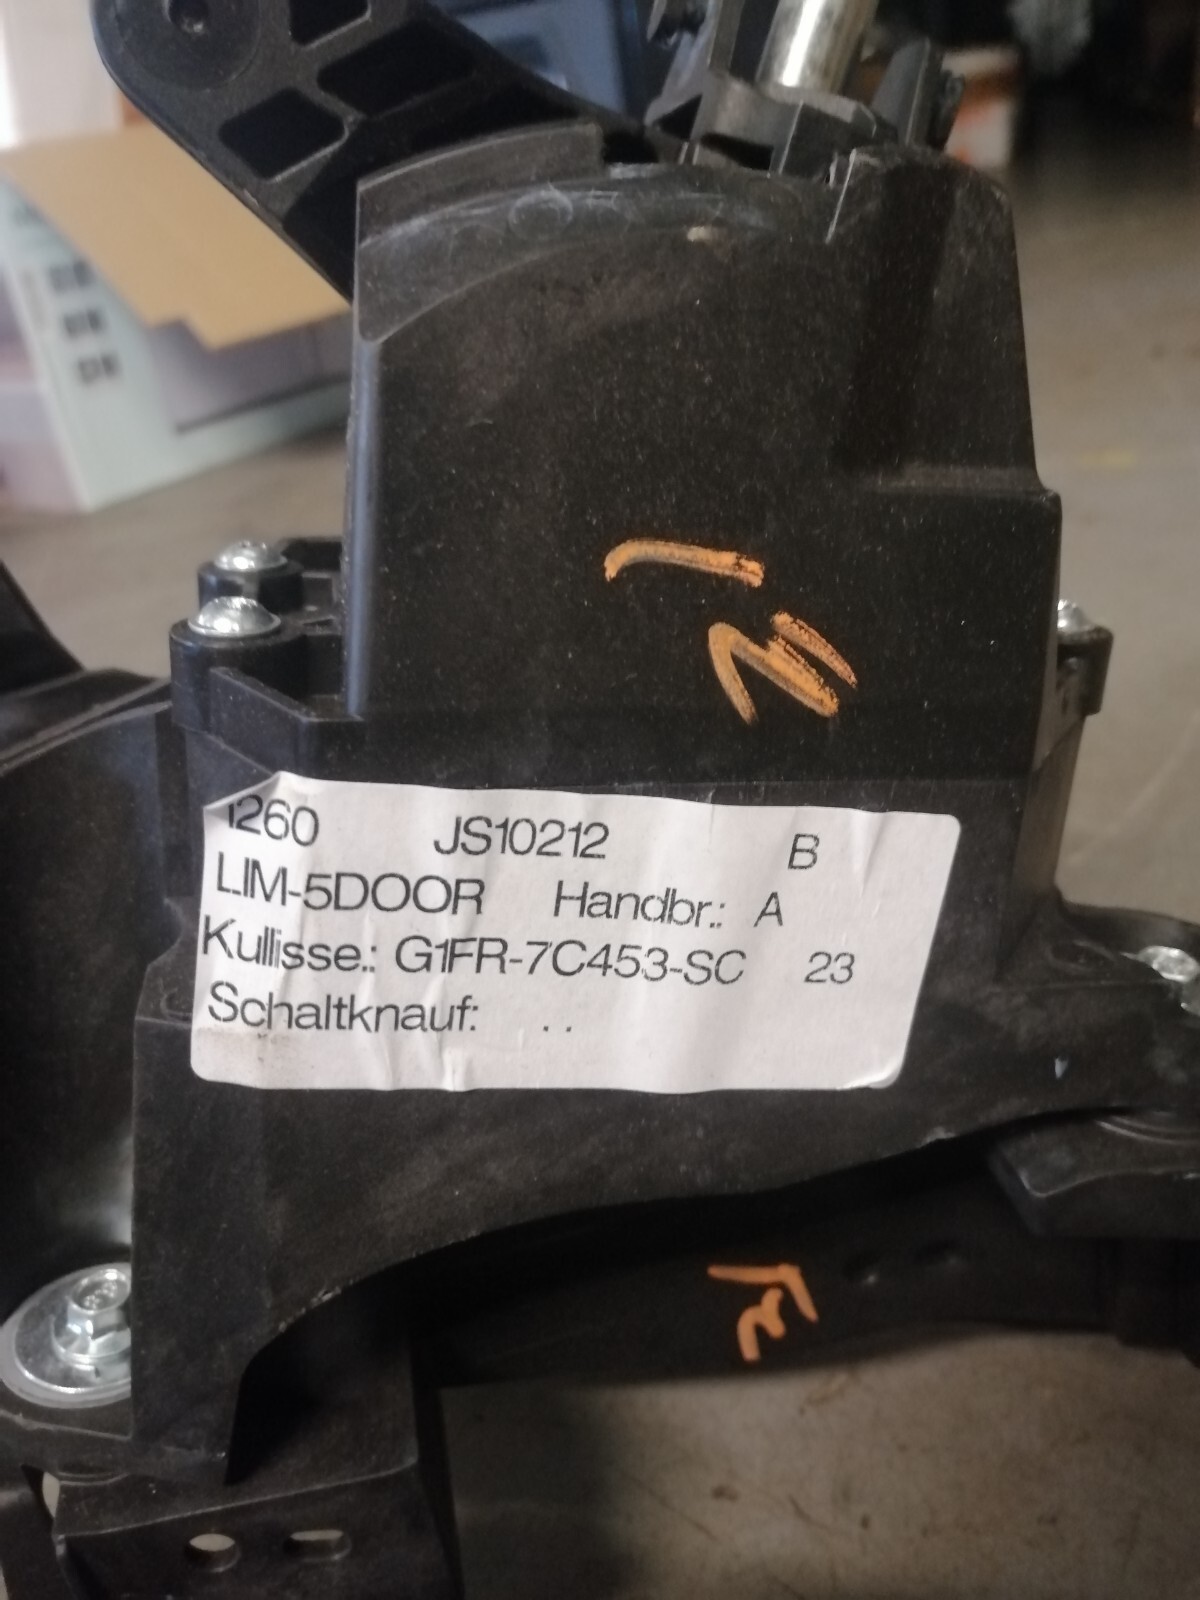 1260 JS10212 B
LIM-5DOOR Handbr.: A
Kullisse.: G1FR-7C453-SC 23
Schaltknauf: . .